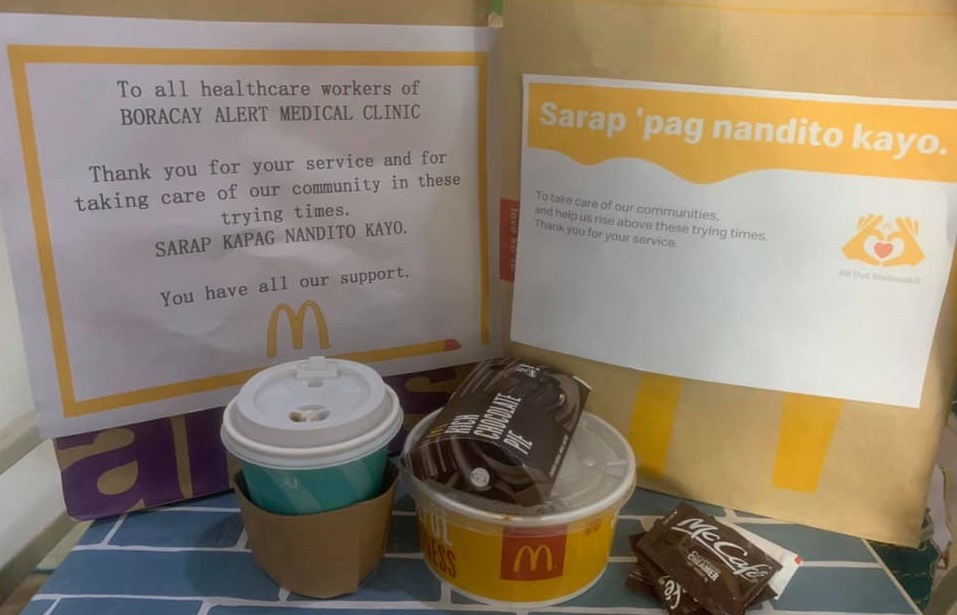 To all healthcare workers of
BORACAY ALERT MEDICAL CLINIC
Thank you for your service and for
taking care of our community in these
trying times.
SARAP KAPAG NANDITO KAYO.
You have all our support.
Sarap 'pag nandito kayo.
To take care of our communities,
and help us rise above these trying times.
Thank you for your service.
All Out
RICH
CHOCOLATE
PIE
McCafé
CREAMER